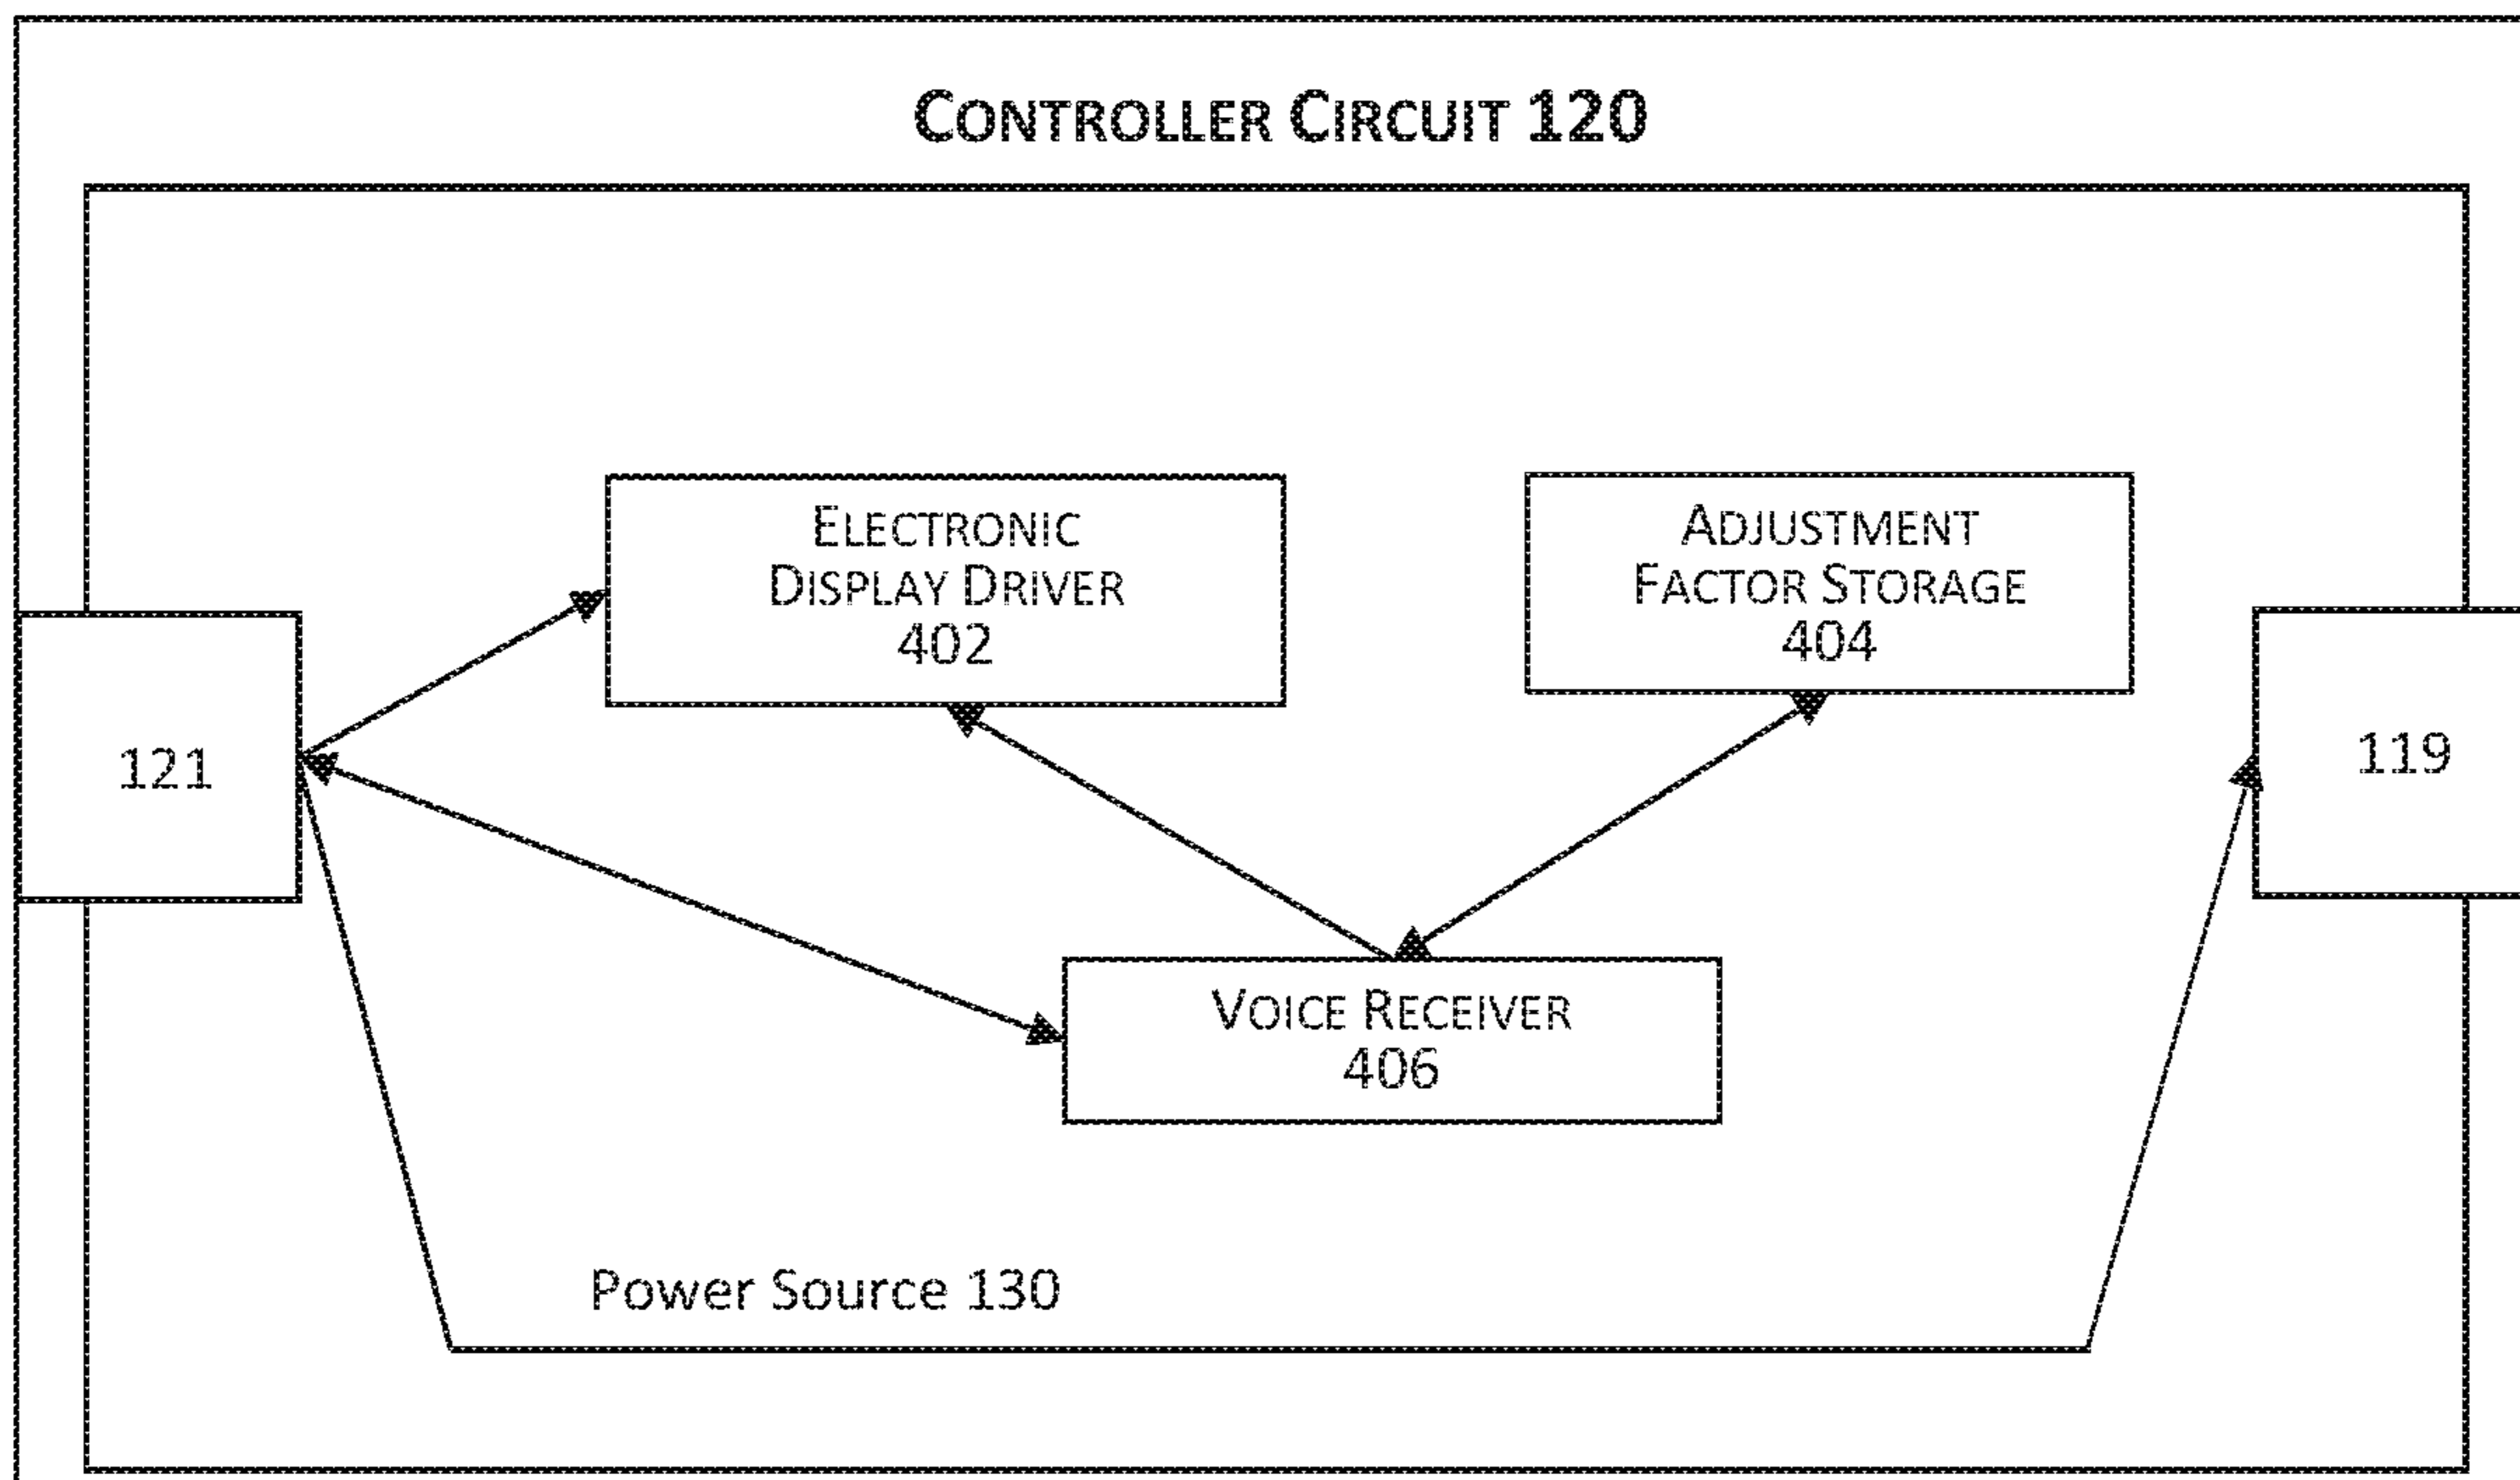 CONTROLLER CIRCUIT 120
ELECTRONIC
DISPLAY DRIVER
402
ADJUSTMENT
FACTOR STORAGE
404
121
119
VOICE RECEIVER
406
Power Source 130